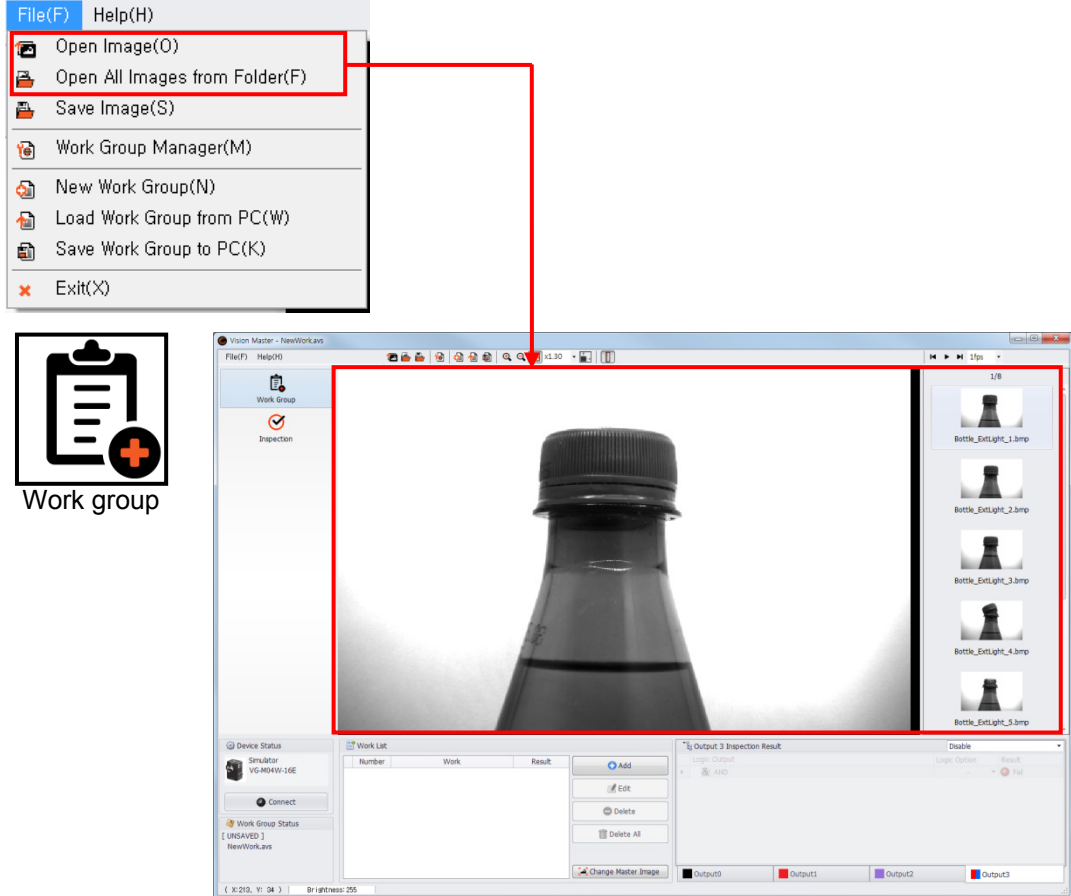 File(F) Help(H)
Open Image(O)
Open All Images from Folder(F)
Save Image(S)
Work Group Manager(M)
New Work Group(N)
Load Work Group from PC(W)
Save Work Group to PC(K)
Exit(X)
Work group
Vision Master - NewWork.avs
File(F) Help(H) x1.30 1fps
Work Group
Inspection
1/8
Bottle_ExtLight_1.bmp
Bottle_ExtLight_2.bmp
Bottle_ExtLight_3.bmp
Bottle_ExtLight_4.bmp
Bottle_ExtLight_5.bmp
Device Status
Simulator
VG-M04W-16E
Connect
Work Group Status
[ UNSAVED ]
NewWork.avs
Work List
Number Work Result
Add
Edit
Delete
Delete All
Change Master Image
Output 3 Inspection Result Disable
Logic Output Logic Option Result
AND Fail
Output0 Output1 Output2 Output3
( X:213, Y: 34 ) Brightness: 255